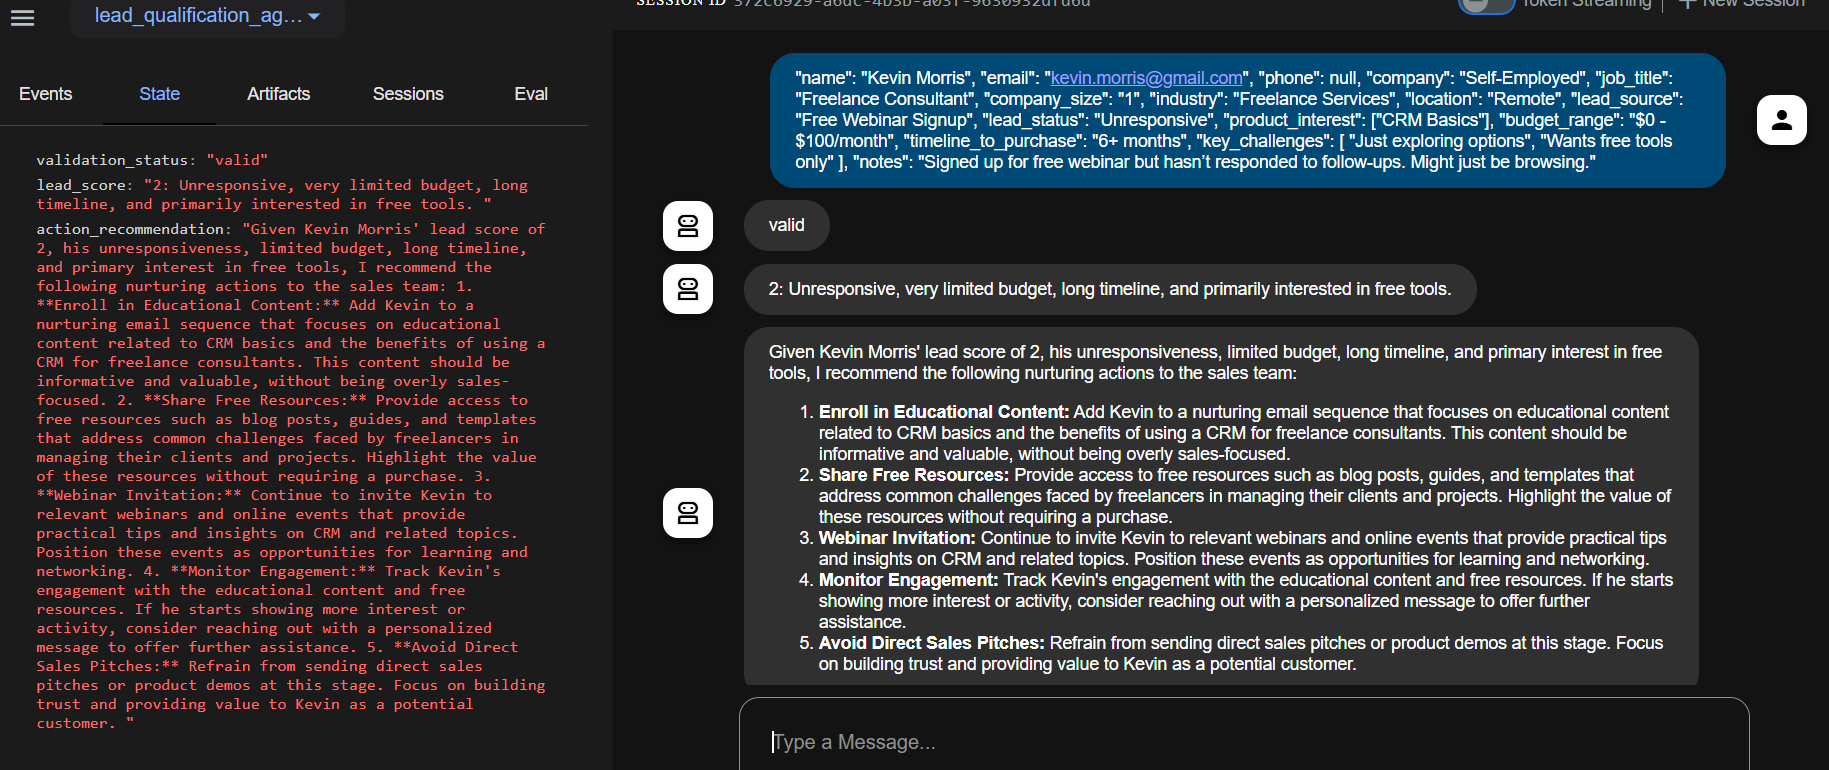 lead_qualification_ag...
Events
State
Artifacts
Sessions
Eval
validation_status: "valid"
lead_score: "2: Unresponsive, very limited budget, long
timeline, and primarily interested in free tools. "
action_recommendation: "Given Kevin Morris' lead score of
2, his unresponsiveness, limited budget, long timeline,
and primary interest in free tools, I recommend the
following nurturing actions to the sales team: 1.
**Enroll in Educational Content:** Add Kevin to a
nurturing email sequence that focuses on educational
content related to CRM basics and the benefits of using a
CRM for freelance consultants. This content should be
informative and valuable, without being overly sales-
focused. 2. **Share Free Resources:** Provide access to
free resources such as blog posts, guides, and templates
that address common challenges faced by freelancers in
managing their clients and projects. Highlight the value
of these resources without requiring a purchase. 3.
**Webinar Invitation:** Continue to invite Kevin to
relevant webinars and online events that provide
practical tips and insights on CRM and related topics.
Position these events as opportunities for learning and
networking. 4. **Monitor Engagement:** Track Kevin's
engagement with the educational content and free
resources. If he starts showing more interest or
activity, consider reaching out with a personalized
message to offer further assistance. 5. **Avoid Direct
Sales Pitches:** Refrain from sending direct sales
pitches or product demos at this stage. Focus on building
trust and providing value to Kevin as a potential
customer. "
SESSION ID
Token Streaming
New Session
"name": "Kevin Morris", "email": "kevin.morris@gmail.com", "phone": null, "company": "Self-Employed", "job_title":
"Freelance Consultant", "company_size": "1", "industry": "Freelance Services", "location": "Remote", "lead_source":
"Free Webinar Signup", "lead_status": "Unresponsive", "product_interest": ["CRM Basics"], "budget_range": "$0 -
$100/month", "timeline_to_purchase": "6+ months", "key_challenges": [ "Just exploring options", "Wants free tools
only" ], "notes": "Signed up for free webinar but hasn't responded to follow-ups. Might just be browsing."
valid
2: Unresponsive, very limited budget, long timeline, and primarily interested in free tools.
Given Kevin Morris' lead score of 2, his unresponsiveness, limited budget, long timeline, and primary interest in free
tools, I recommend the following nurturing actions to the sales team:
1. Enroll in Educational Content: Add Kevin to a nurturing email sequence that focuses on educational content
related to CRM basics and the benefits of using a CRM for freelance consultants. This content should be
informative and valuable, without being overly sales-focused.
2. Share Free Resources: Provide access to free resources such as blog posts, guides, and templates that
address common challenges faced by freelancers in managing their clients and projects. Highlight the value of
these resources without requiring a purchase.
3. Webinar Invitation: Continue to invite Kevin to relevant webinars and online events that provide practical tips
and insights on CRM and related topics. Position these events as opportunities for learning and networking.
4. Monitor Engagement: Track Kevin's engagement with the educational content and free resources. If he starts
showing more interest or activity, consider reaching out with a personalized message to offer further
assistance.
5. Avoid Direct Sales Pitches: Refrain from sending direct sales pitches or product demos at this stage. Focus
on building trust and providing value to Kevin as a potential customer.
Type a Message...